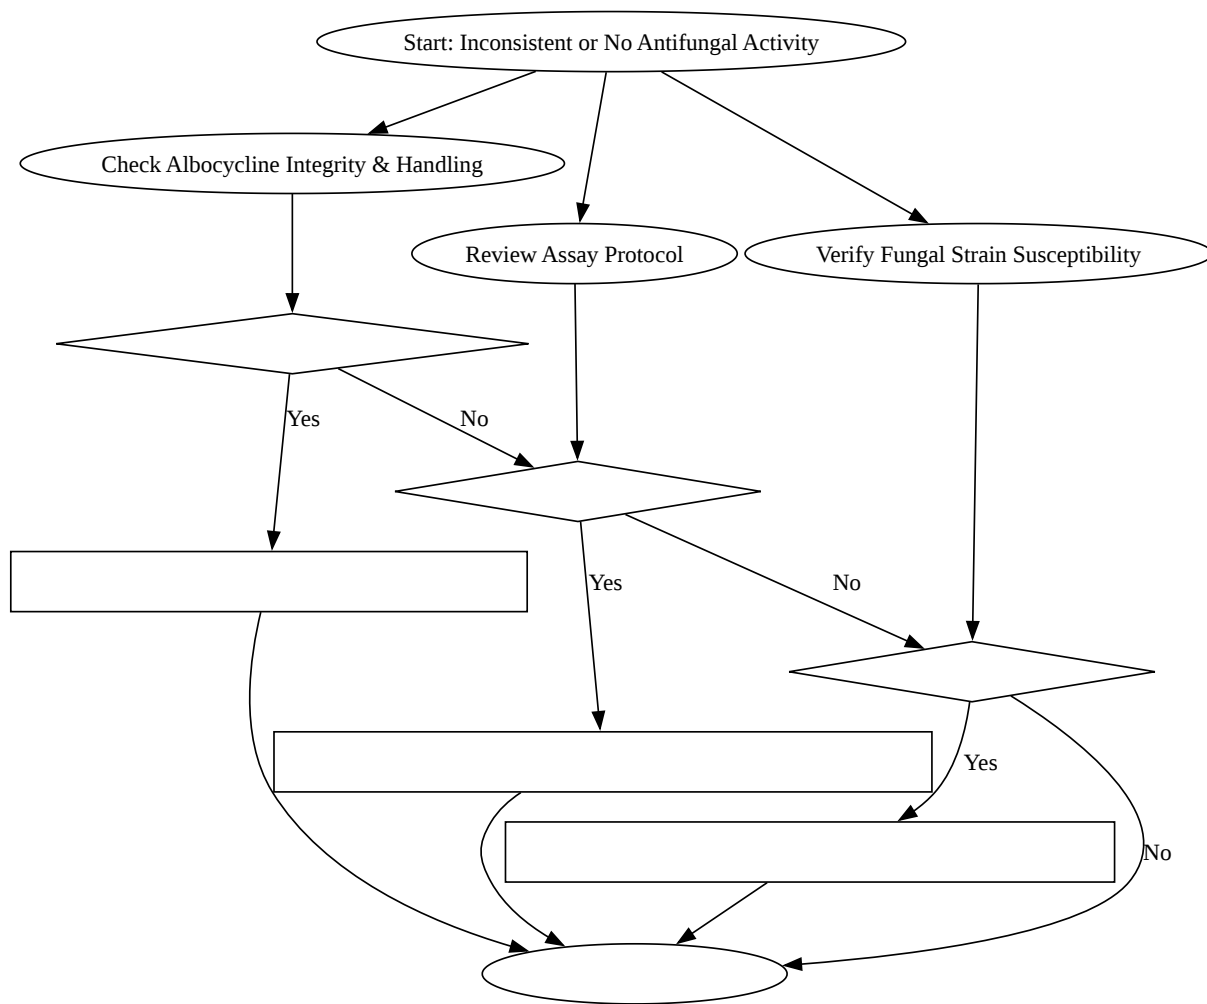 Start: Inconsistent or No Antifungal Activity
Check Albocycline Integrity & Handling
Review Assay Protocol
Verify Fungal Strain Susceptibility
Yes
No
Yes
No
Yes
No